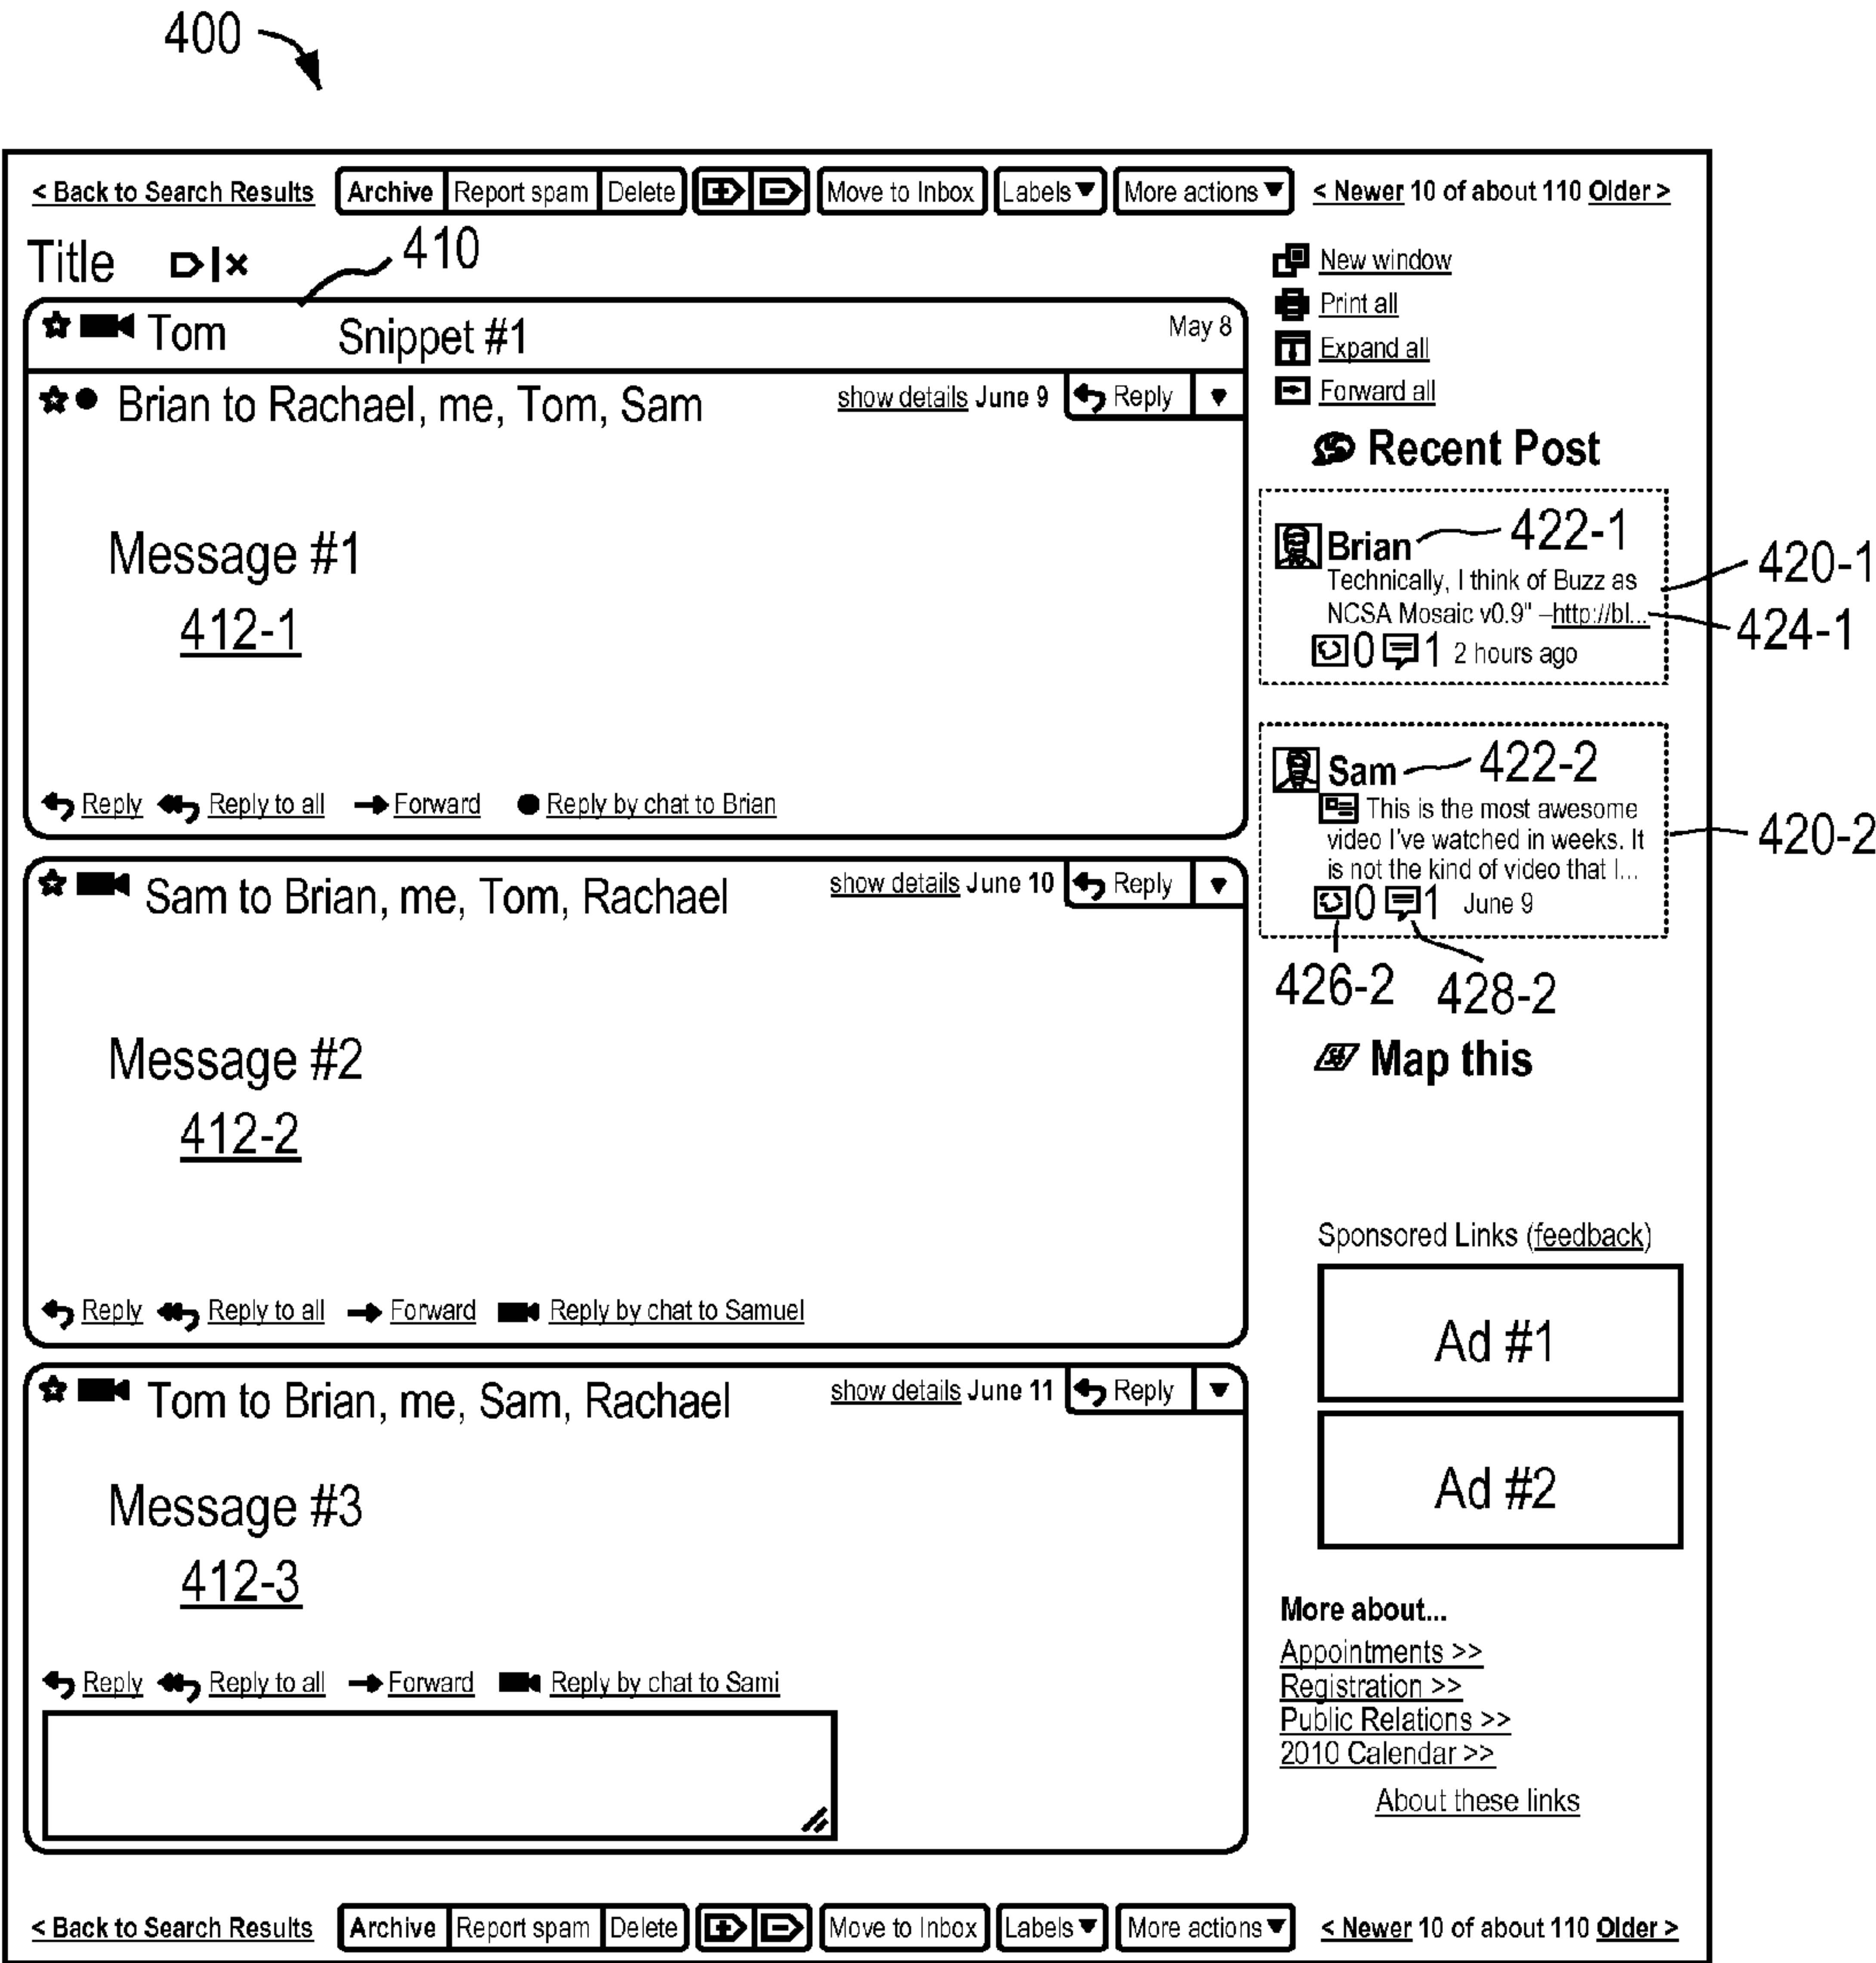 400
< Back to Search Results Archive Report spam Delete Move to Inbox Labels More actions < Newer 10 of about 110 Older >
Title 410
Tom Snippet #1 May 8
Brian to Rachael, me, Tom, Sam show details June 9 Reply
Message #1
412-1
Reply Reply to all Forward Reply by chat to Brian
Sam to Brian, me, Tom, Rachael show details June 10 Reply
Message #2
412-2
Reply Reply to all Forward Reply by chat to Samuel
Tom to Brian, me, Sam, Rachael show details June 11 Reply
Message #3
412-3
Reply Reply to all Forward Reply by chat to Sami
New window
Print all
Expand all
Forward all
Recent Post
Brian 422-1
Technically, I think of Buzz as 420-1
NCSA Mosaic v0.9" –http://bl... 424-1
0 1 2 hours ago
Sam 422-2
This is the most awesome
video I've watched in weeks. It 420-2
is not the kind of video that I...
0 1 June 9
426-2 428-2
Map this
Sponsored Links (feedback)
Ad #1
Ad #2
More about...
Appointments >>
Registration >>
Public Relations >>
2010 Calendar >>
About these links
< Back to Search Results Archive Report spam Delete Move to Inbox Labels More actions < Newer 10 of about 110 Older >